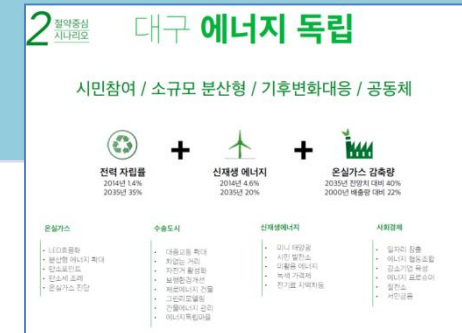 2 절약중심
시나리오
대구 에너지 독립
시민참여 / 소규모 분산형 / 기후변화대응 / 공동체
+ +
전력 자립률
2014년 1.4%
2035년 35%
신재생 에너지
2014년 4.6%
2035년 20%
온실가스 감축량
2035년 전망치 대비 40%
2000년 배출량 대비 22%
온실가스
• LED조명화
• 분산형 에너지 확대
• 탄소포인트
• 탄소세 조례
• 온실가스 진단
수송도시
• 대중교통 확대
• 차없는 거리
• 자전거 활성화
• 보행환경개선
• 제로에너지 건물
• 그린리모델링
• 건물에너지 관리
• 에너지독립마을
신재생에너지
• 미니 태양광
• 시민 발전소
• 미활용 에너지
• 녹색 가격제
• 전기료 지역차등
사회경제
• 일자리 창출
• 에너지 협동조합
• 강소기업 육성
• 에너지 프로슈머
• 절전소
• 서민금융